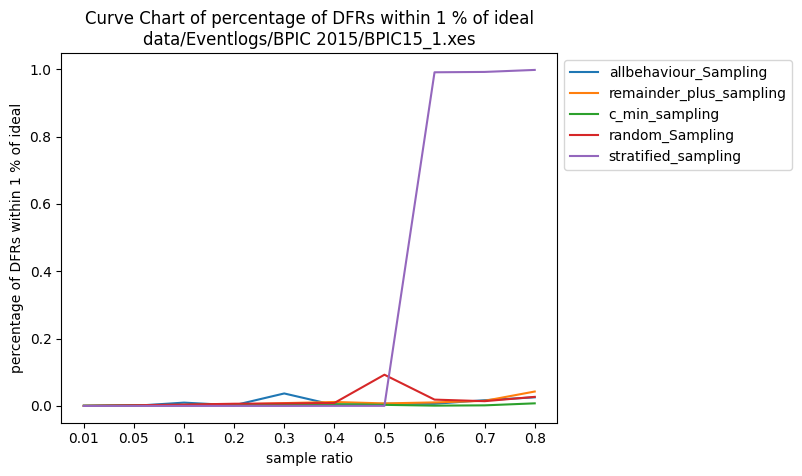 Curve Chart of percentage of DFRs within 1 % of ideal
data/Eventlogs/BPIC 2015/BPIC15_1.xes
percentage of DFRs within 1 % of ideal
1.0
0.8
0.6
0.4
0.2
0.0
0.01 0.05 0.1 0.2 0.3 0.4 0.5 0.6 0.7 0.8
sample ratio
allbehaviour_Sampling
remainder_plus_sampling
c_min_sampling
random_Sampling
stratified_sampling